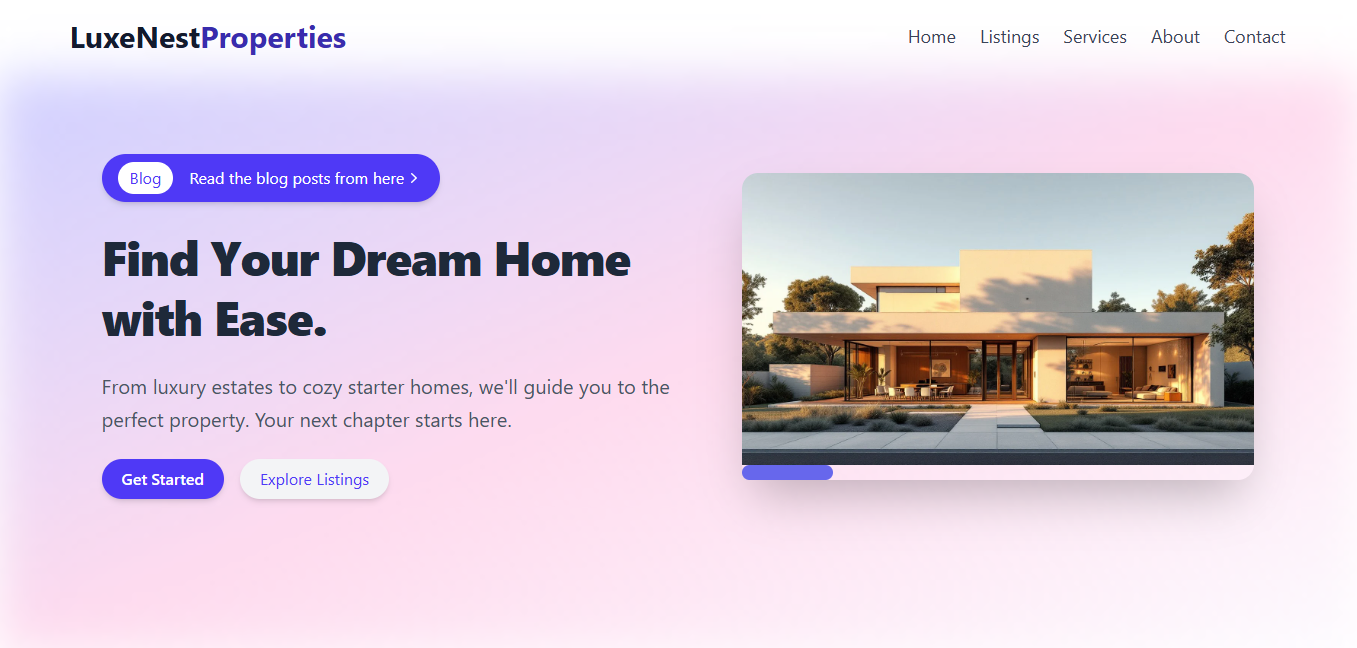 LuxeNestProperties
Home Listings Services About Contact
Blog Read the blog posts from here
Find Your Dream Home
with Ease.
From luxury estates to cozy starter homes, we'll guide you to the
perfect property. Your next chapter starts here.
Get Started Explore Listings